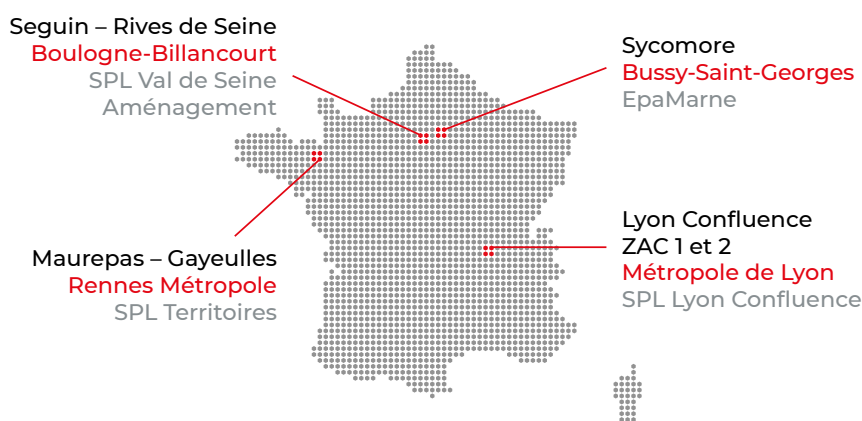 Seguin – Rives de Seine
Boulogne-Billancourt
SPL Val de Seine
Aménagement
Sycomore
Bussy-Saint-Georges
EpaMarne
Maurepas – Gayeulles
Rennes Métropole
SPL Territoires
Lyon Confluence
ZAC 1 et 2
Métropole de Lyon
SPL Lyon Confluence